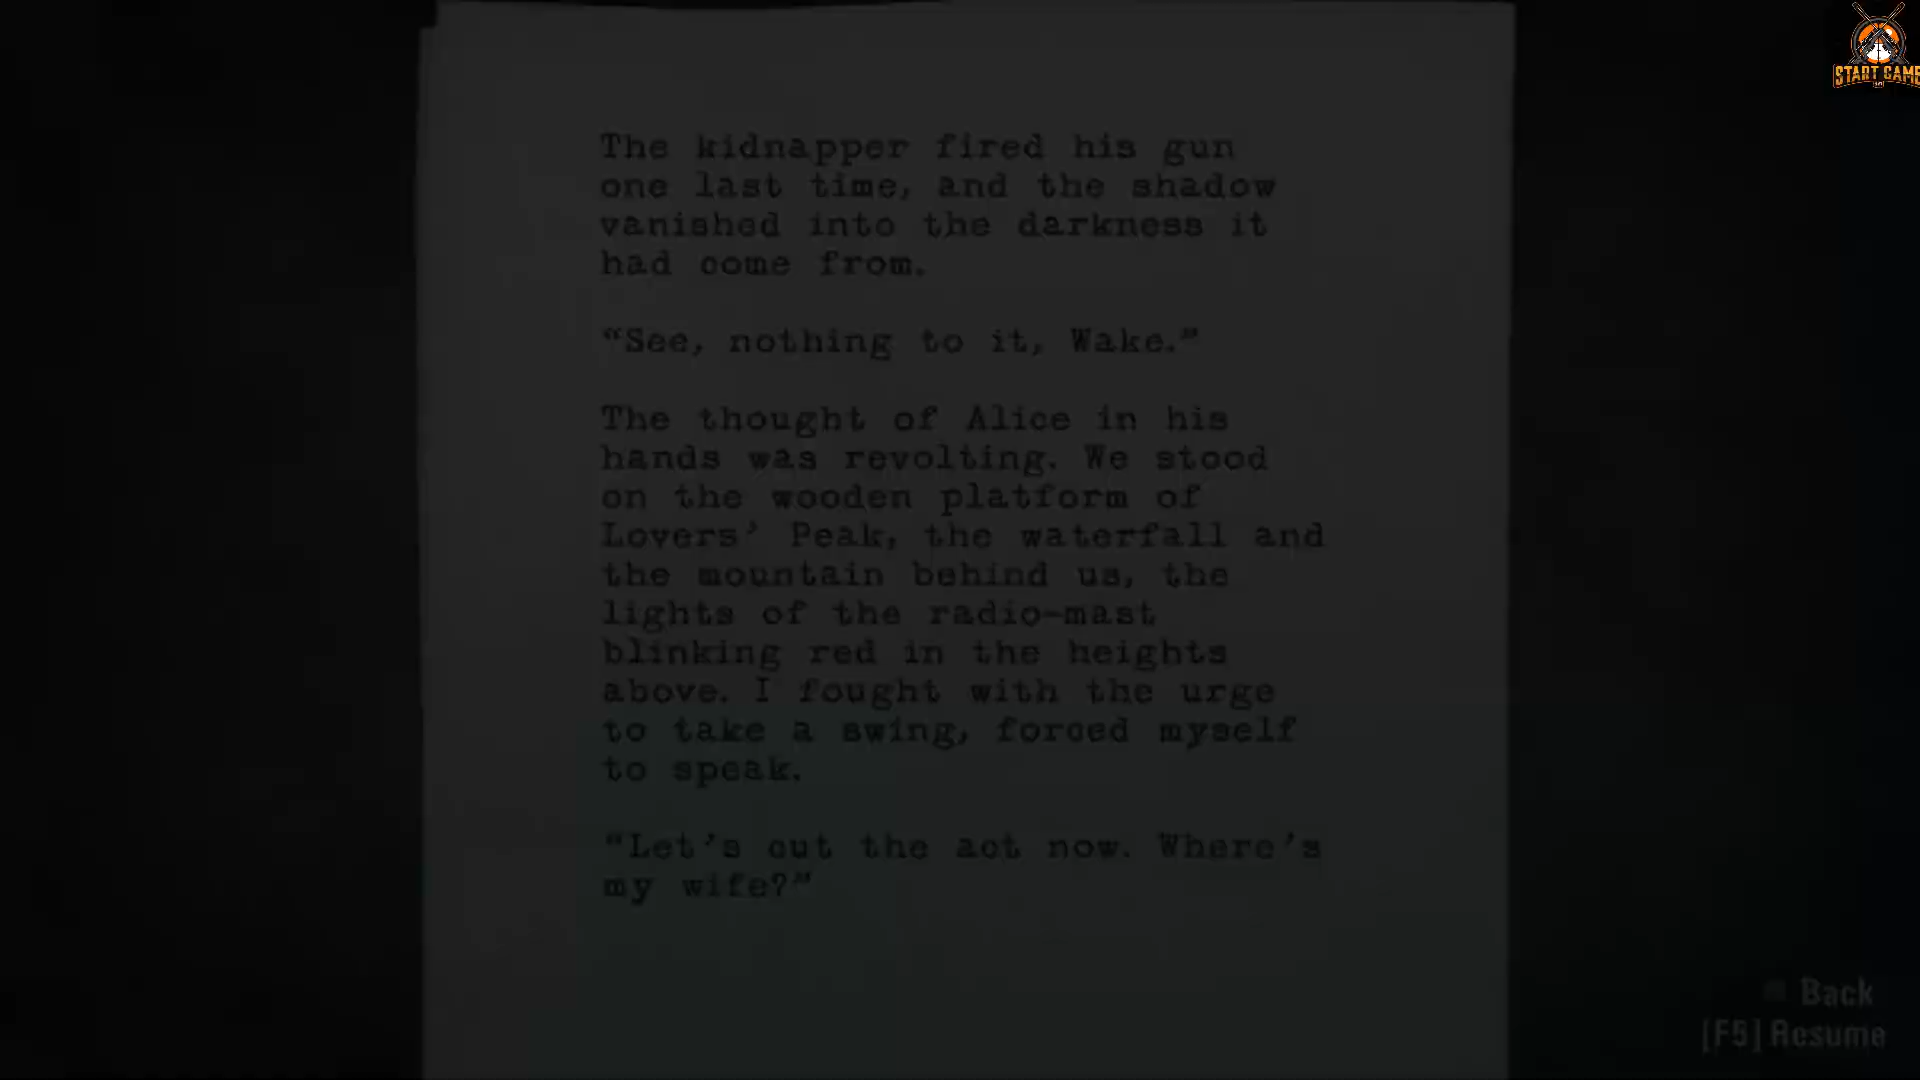 START GAME
The kidnapper fired his gun
one last time, and the shadow
vanished into the darkness it
had come from.
“See, nothing to it, Wake.”
The thought of Alice in his
hands was revolting. We stood
on the wooden platform of
Lovers’ Peak, the waterfall and
the mountain behind us, the
lights of the radio-mast
blinking red in the heights
above. I fought with the urge
to take a swing, forced myself
to speak.
“Let’s cut the act now. Where’s
my wife?”
Back
[F5] Resume